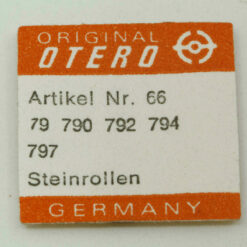 ORIGINAL
OTERO
Artikel Nr. 66
79 790 792 794
797
Steinrollen
GERMANY